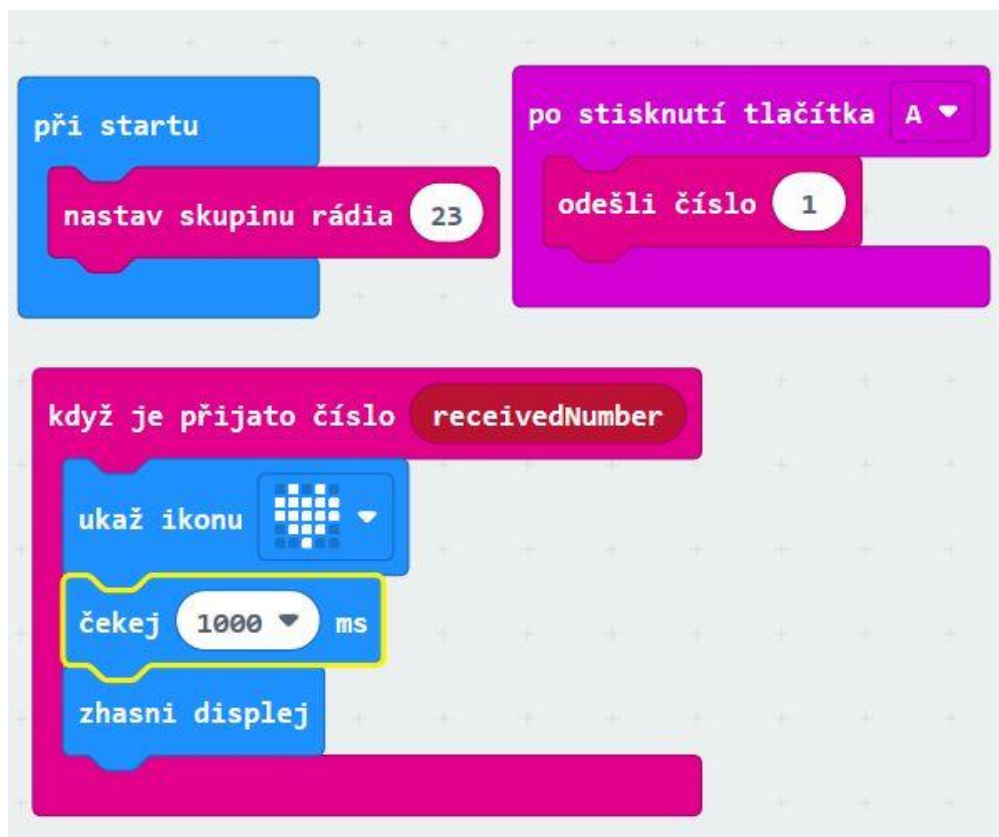 při startu
nastav skupinu rádia 23
po stisknutí tlačítka A
odešli číslo 1
když je přijato číslo receivedNumber
ukaž ikonu
čekej 1000 ms
zhasni displej